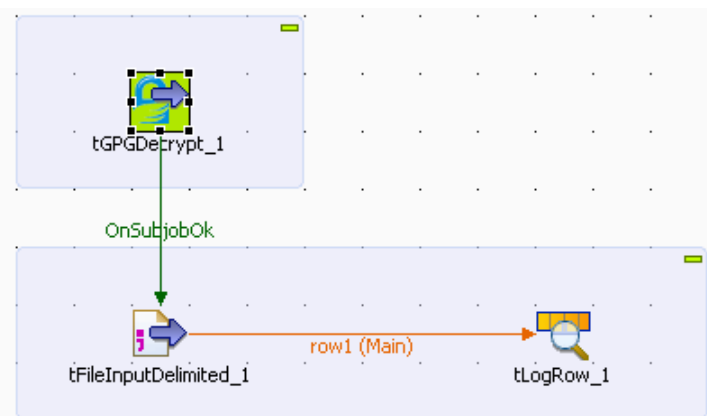 tGPGDecrypt_1
OnSubjobOk
row1 (Main)
tFileInputDelimited_1
tLogRow_1